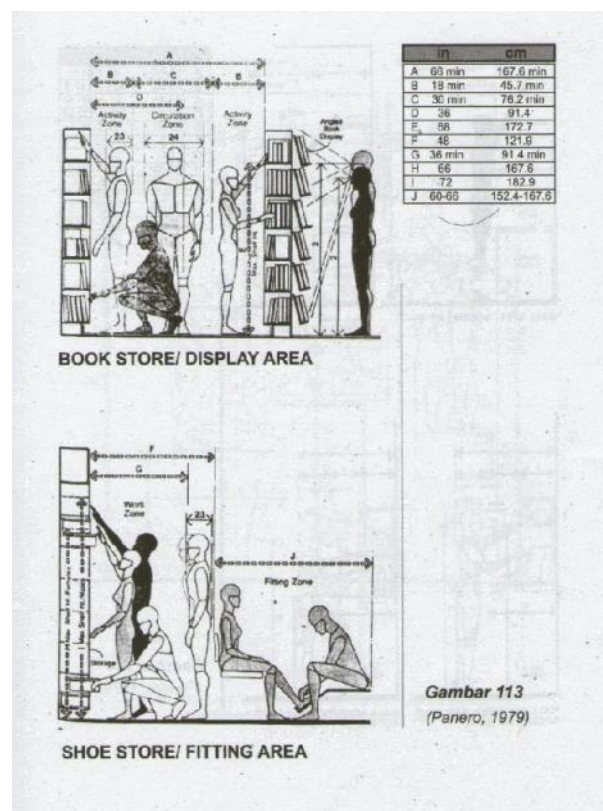 A
B C B
D
Activity Zone
Circulation Zone
Activity Zone
23
24
Angled Book Display
BOOK STORE/ DISPLAY AREA
in cm
A 66 min 167.6 min
B 18 min 45.7 min
C 30 min 76.2 min
D 36 91.4
E 68 172.7
F 48 121.9
G 36 min 91.4 min
H 66 167.6
I 72 182.9
J 60-66 152.4-167.6
F
G
Work Zone
23
J
Fitting Zone
Storage
SHOE STORE/ FITTING AREA
Gambar 113
(Panero, 1979)